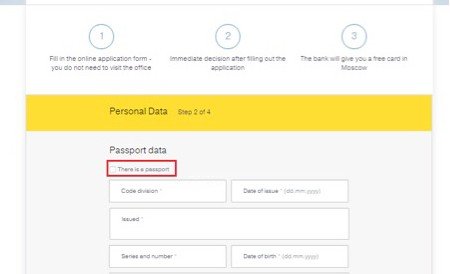 1
2
3
Fill in the online application form -
you do not need to visit the office
Immediate decision after filling out the
application
The bank will give you a free card in
Moscow
Personal Data Step 2 of 4
Passport data
There is a passport
Code division *
Date of issue * (dd.mm.yyyy)
Issued *
Series and number *
Date of birth * (dd.mm.yyyy)